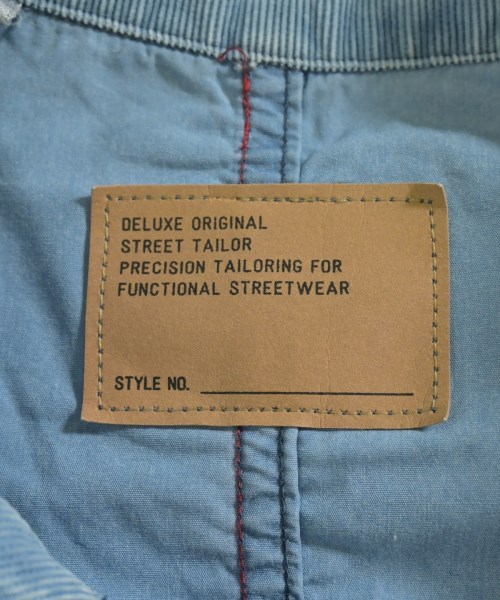 DELUXE ORIGINAL
STREET TAILOR
PRECISION TAILORING FOR
FUNCTIONAL STREETWEAR
STYLE NO.